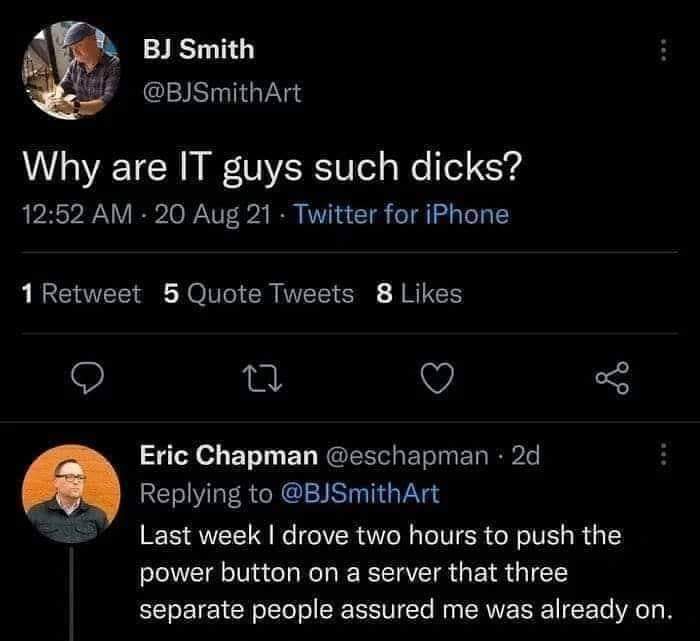 BJ Smith
@BJSmithArt
Why are IT guys such dicks?
12:52 AM · 20 Aug 21 · Twitter for iPhone
1 Retweet 5 Quote Tweets 8 Likes
Eric Chapman @eschapman · 2d
Replying to @BJSmithArt
Last week I drove two hours to push the
power button on a server that three
separate people assured me was already on.